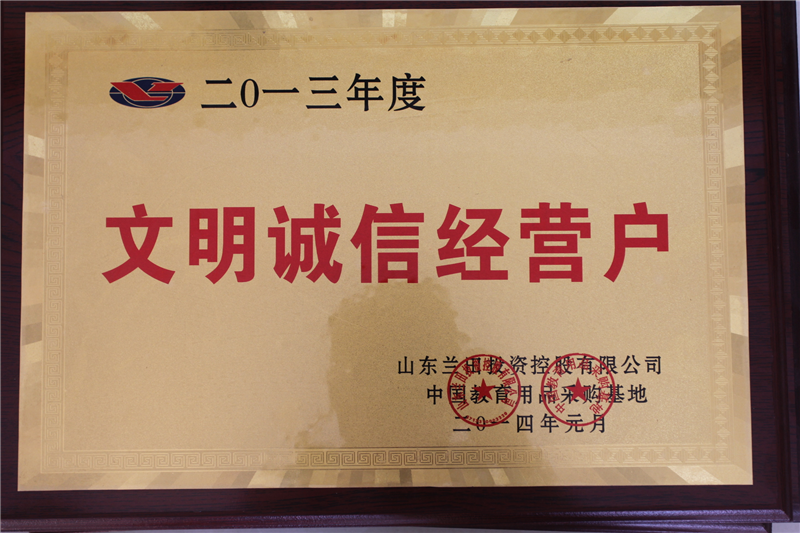 二〇一三年度
文明诚信经营户
山东兰田投资控股有限公司
中国教育用品采购基地
二〇一四年元月